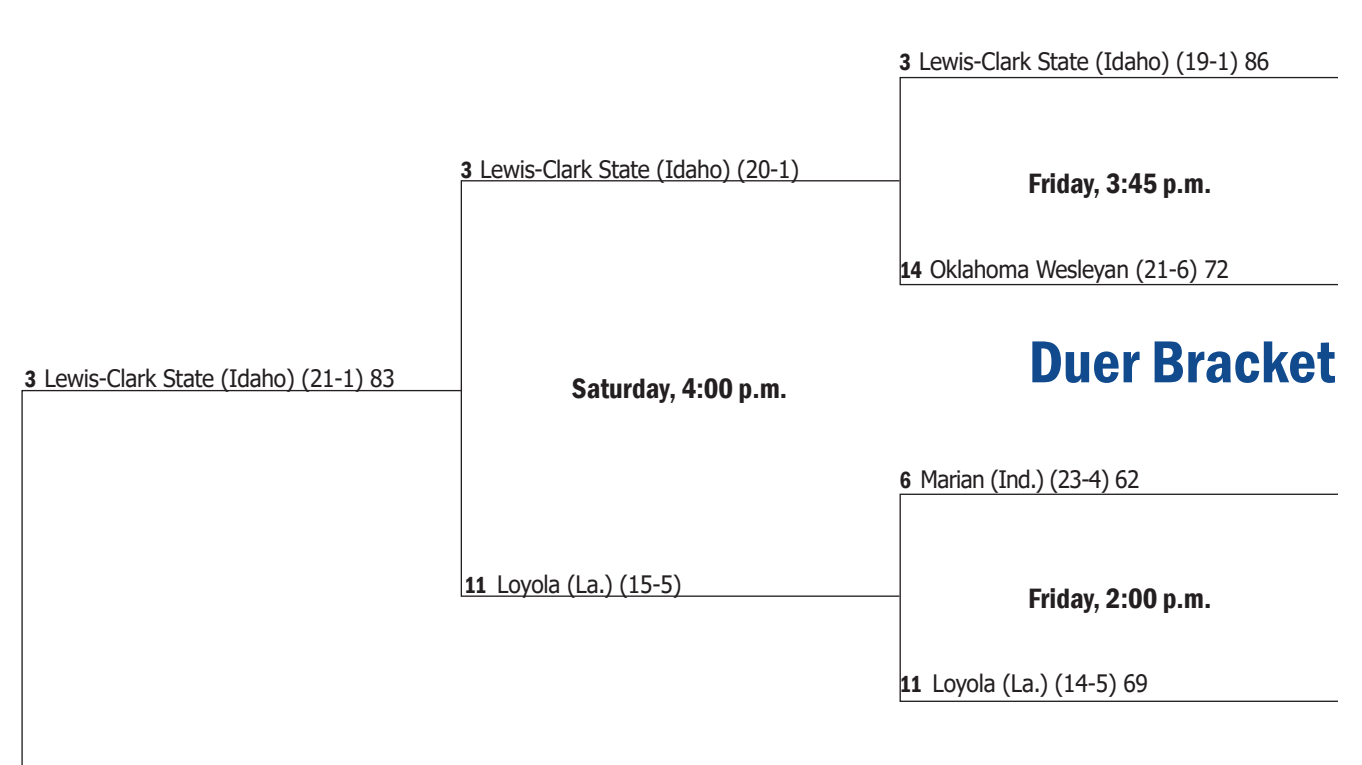 3 Lewis-Clark State (Idaho) (19-1) 86
3 Lewis-Clark State (Idaho) (20-1)
Friday, 3:45 p.m.
14 Oklahoma Wesleyan (21-6) 72
Duer Bracket
3 Lewis-Clark State (Idaho) (21-1) 83
Saturday, 4:00 p.m.
6 Marian (Ind.) (23-4) 62
11 Loyola (La.) (15-5)
Friday, 2:00 p.m.
11 Loyola (La.) (14-5) 69